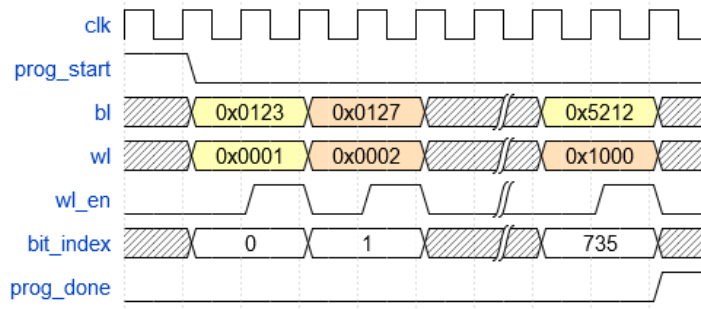 clk
prog_start
bl 0x0123 0x0127 0x5212
wl 0x0001 0x0002 0x1000
wl_en
bit_index 0 1 735
prog_done